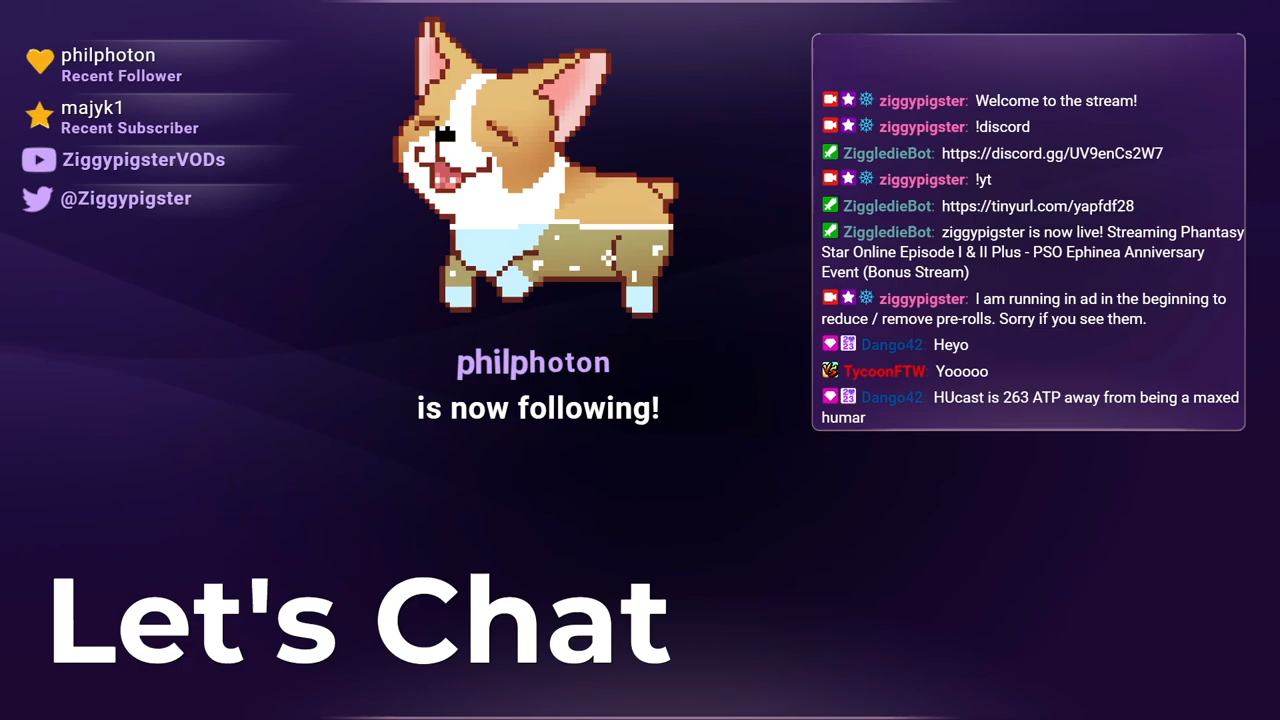 philphoton
Recent Follower
majyk1
Recent Subscriber
ZiggypigsterVODs
@Ziggypigster
philphoton
is now following!
ziggypigster: Welcome to the stream!
ziggypigster: !discord
ZiggledieBot: https://discord.gg/UV9enCs2W7
ziggypigster: !yt
ZiggledieBot: https://tinyurl.com/yapfdf28
ZiggledieBot: ziggypigster is now live! Streaming Phantasy
Star Online Episode I & II Plus - PSO Ephinea Anniversary
Event (Bonus Stream)
ziggypigster: I am running in ad in the beginning to
reduce / remove pre-rolls. Sorry if you see them.
Dango42: Heyo
TycoonFTW: Yooooo
Dango42: HUcast is 263 ATP away from being a maxed
humar
Let's Chat